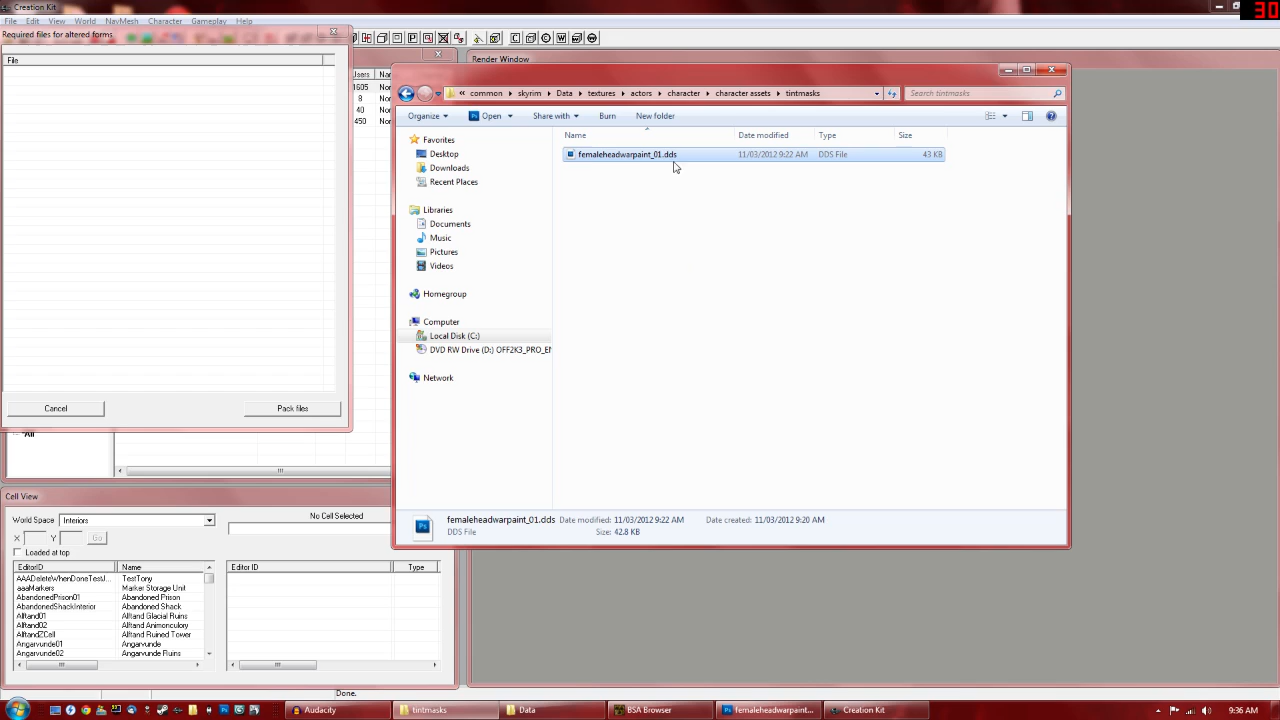 Creation Kit
30
File Edit View World NavMesh Character Gameplay Help
Required files for altered forms.
File
Cancel
Pack files
Users
1605
8
40
450
*All
Render Window
« common skyrim Data textures actors character character assets tintmasks
Search tintmasks
Organize Open Share with Burn New folder
Name Date modified Type Size
femaleheadwarpaint_01.dds 11/03/2012 9:22 AM DDS File 43 KB
Favorites
Desktop
Downloads
Recent Places
Libraries
Documents
Music
Pictures
Videos
Homegroup
Computer
Local Disk (C:)
DVD RW Drive (D:) OFF2K3_PRO_EN
Network
femaleheadwarpaint_01.dds Date modified: 11/03/2012 9:22 AM Date created: 11/03/2012 9:20 AM
DDS File Size: 42.8 KB
Cell View
World Space Interiors No Cell Selected
X Y Go
Loaded at top
EditorID Name Editor ID Type
AAADeleteWhenDoneTestJ... TestTony
aaaMarkers Marker Storage Unit
AbandonedPrison01 Abandoned Prison
AbandonedShackInterior Abandoned Shack
Alftand01 Alftand Glacial Ruins
Alftand02 Alftand Animonculory
AlftandZCell Alftand Ruined Tower
Angarvunde01 Angarvunde
Angarvunde02 Angarvunde Ruins
Done.
Audacity
tintmasks
Data
BSA Browser
femaleheadwarpaint...
Creation Kit
9:36 AM